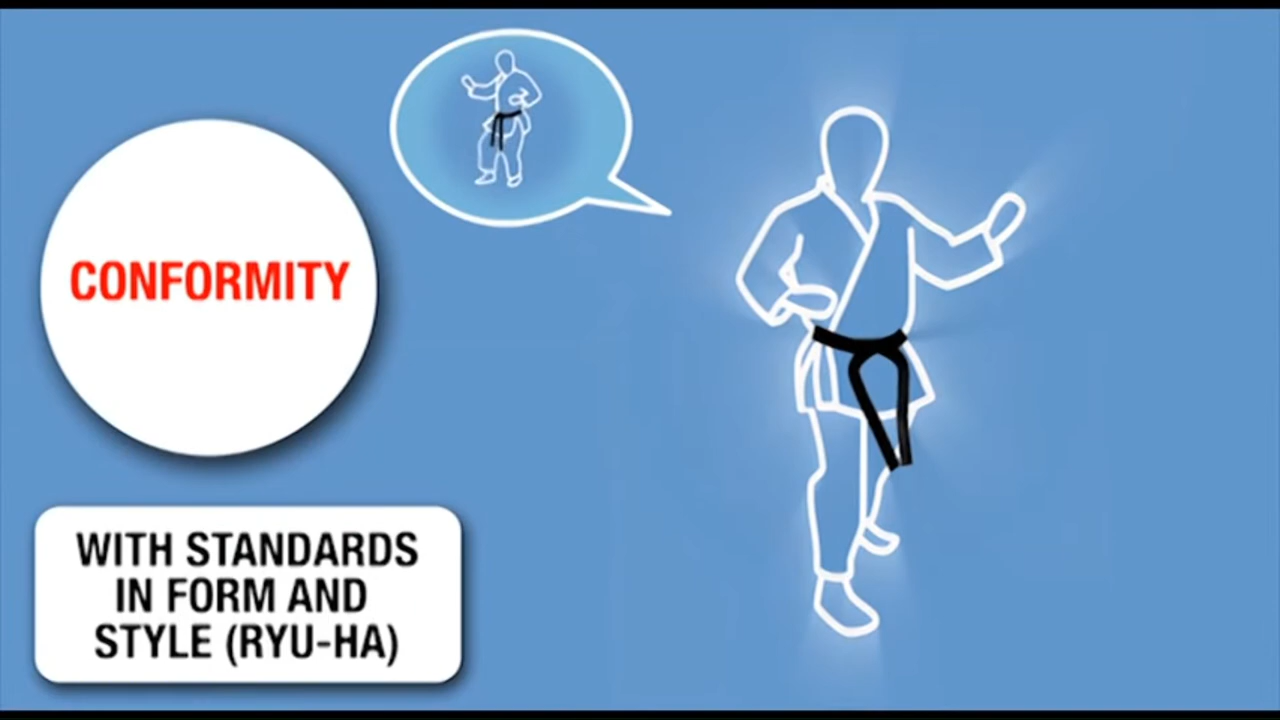 CONFORMITY
WITH STANDARDS
IN FORM AND
STYLE (RYU-HA)